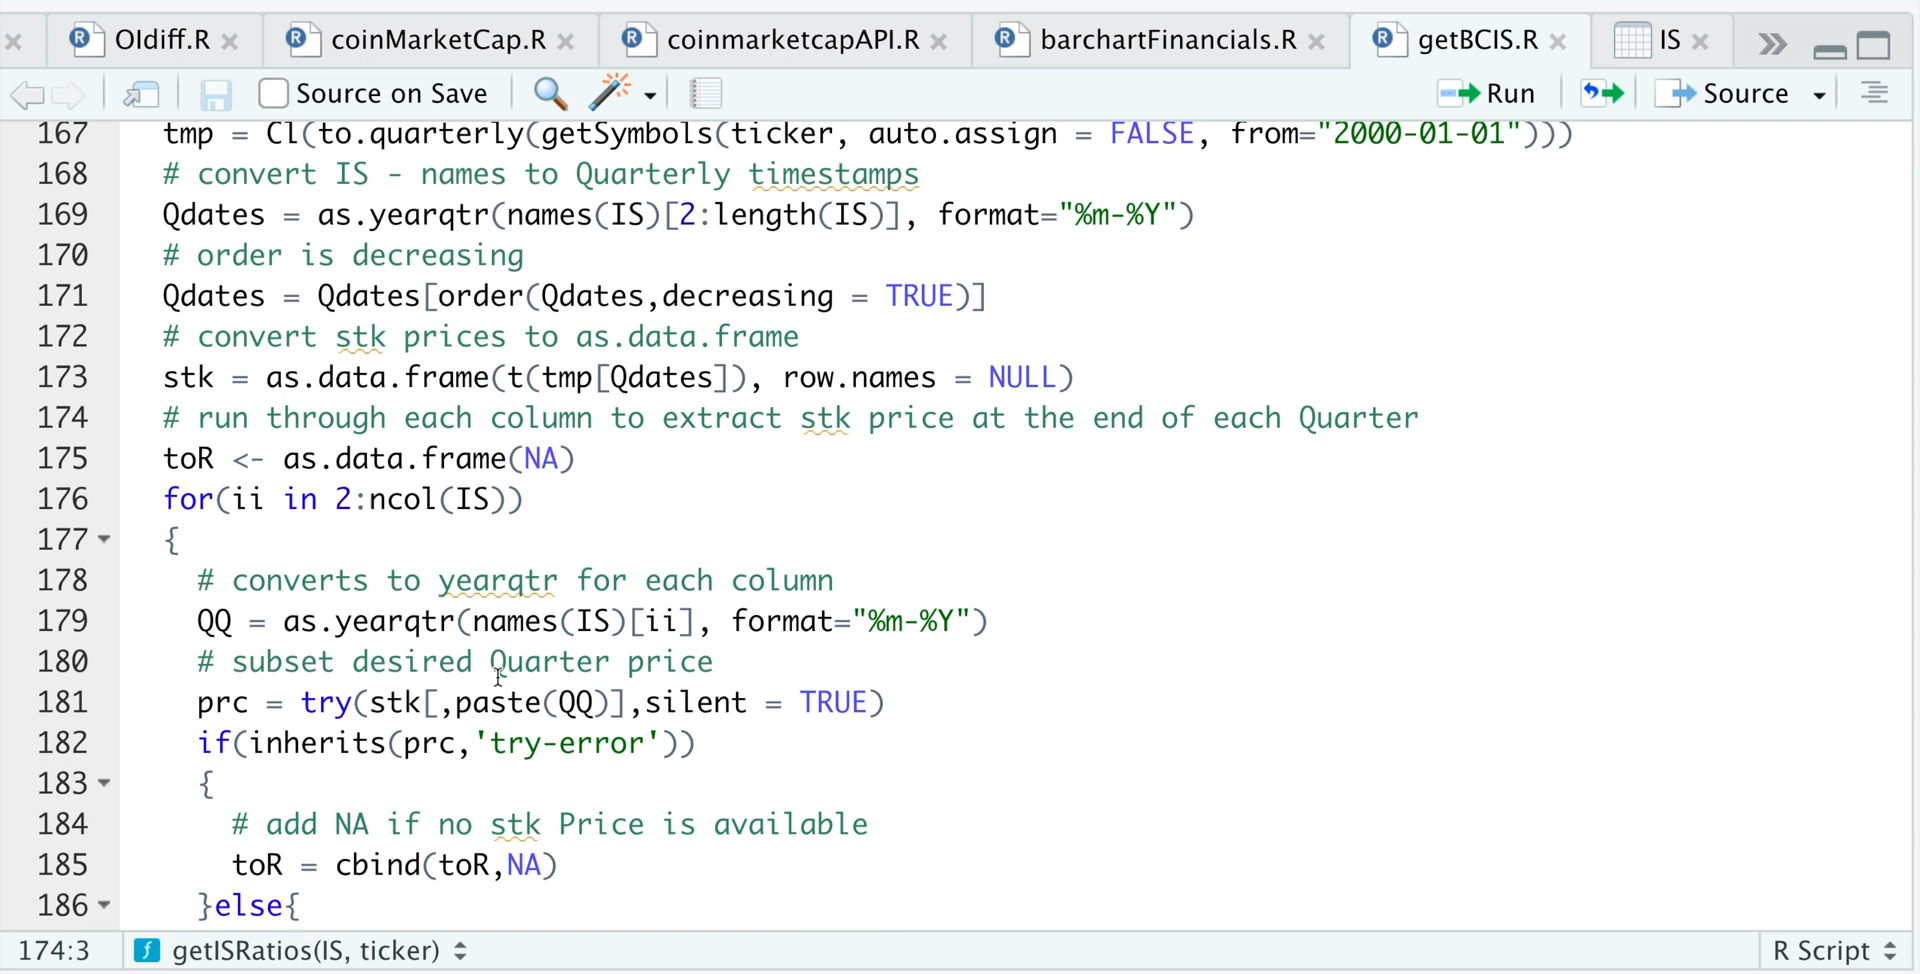 OIdiff.R coinMarketCap.R coinmarketcapAPI.R barchartFinancials.R getBCIS.R IS
Source on Save Run Source
167 tmp = Cl(to.quarterly(getSymbols(ticker, auto.assign = FALSE, from="2000-01-01")))
168 # convert IS - names to Quarterly timestamps
169 Qdates = as.yearqtr(names(IS)[2:length(IS)], format="%m-%Y")
170 # order is decreasing
171 Qdates = Qdates[order(Qdates,decreasing = TRUE)]
172 # convert stk prices to as.data.frame
173 stk = as.data.frame(t(tmp[Qdates]), row.names = NULL)
174 # run through each column to extract stk price at the end of each Quarter
175 toR <- as.data.frame(NA)
176 for(ii in 2:ncol(IS))
177 {
178 # converts to yearqtr for each column
179 QQ = as.yearqtr(names(IS)[ii], format="%m-%Y")
180 # subset desired Quarter price
181 prc = try(stk[,paste(QQ)],silent = TRUE)
182 if(inherits(prc,'try-error'))
183 {
184 # add NA if no stk Price is available
185 toR = cbind(toR,NA)
186 }else{
174:3 getISRatios(IS, ticker) R Script